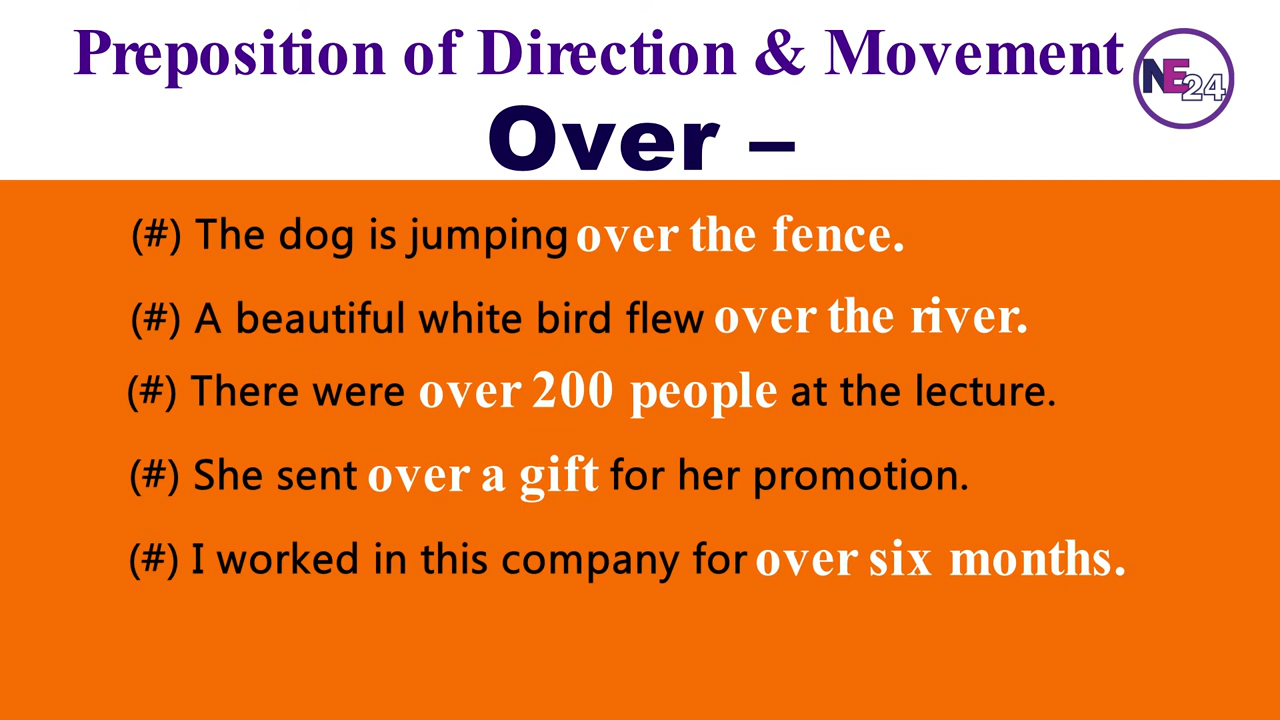 Preposition of Direction & Movement
NE24
Over –
(#) The dog is jumping over the fence.
(#) A beautiful white bird flew over the river.
(#) There were over 200 people at the lecture.
(#) She sent over a gift for her promotion.
(#) I worked in this company for over six months.